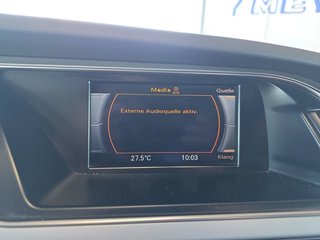 Media
Quelle
Externe Audioquelle aktiv.
27.5°C
10:03
Klang